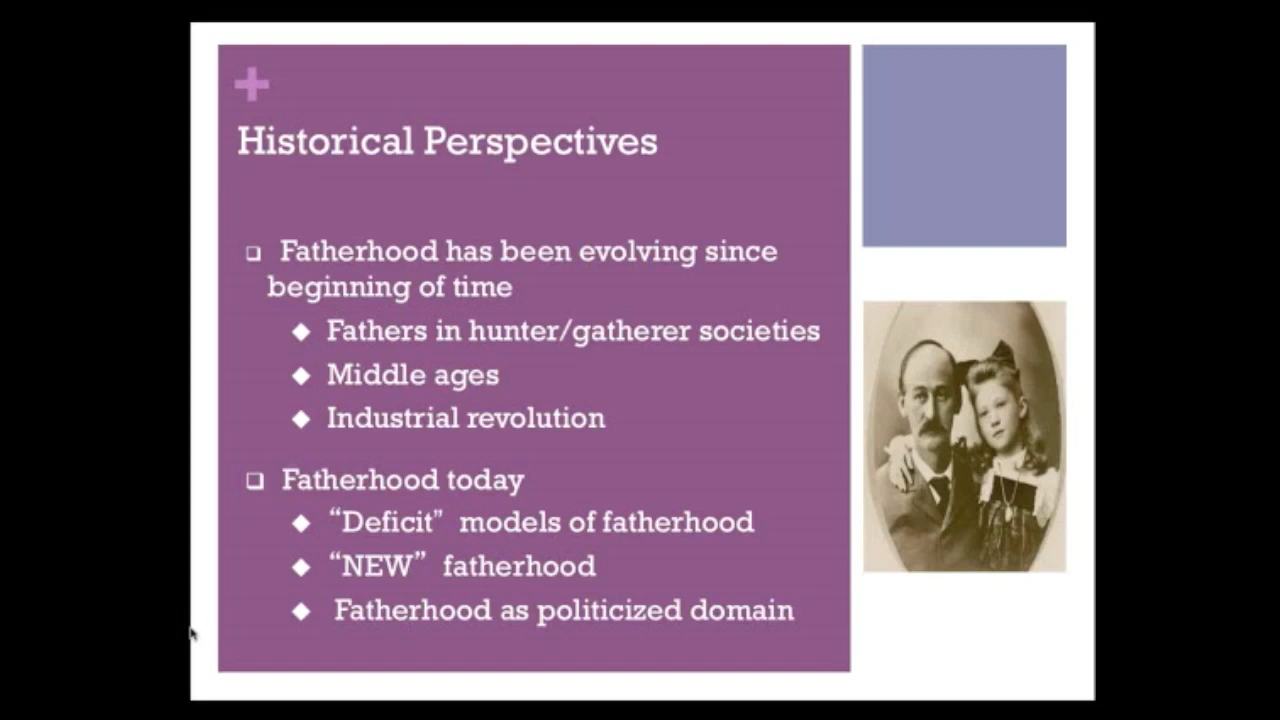 Historical Perspectives
Fatherhood has been evolving since
beginning of time
Fathers in hunter/gatherer societies
Middle ages
Industrial revolution
Fatherhood today
“Deficit” models of fatherhood
“NEW” fatherhood
Fatherhood as politicized domain